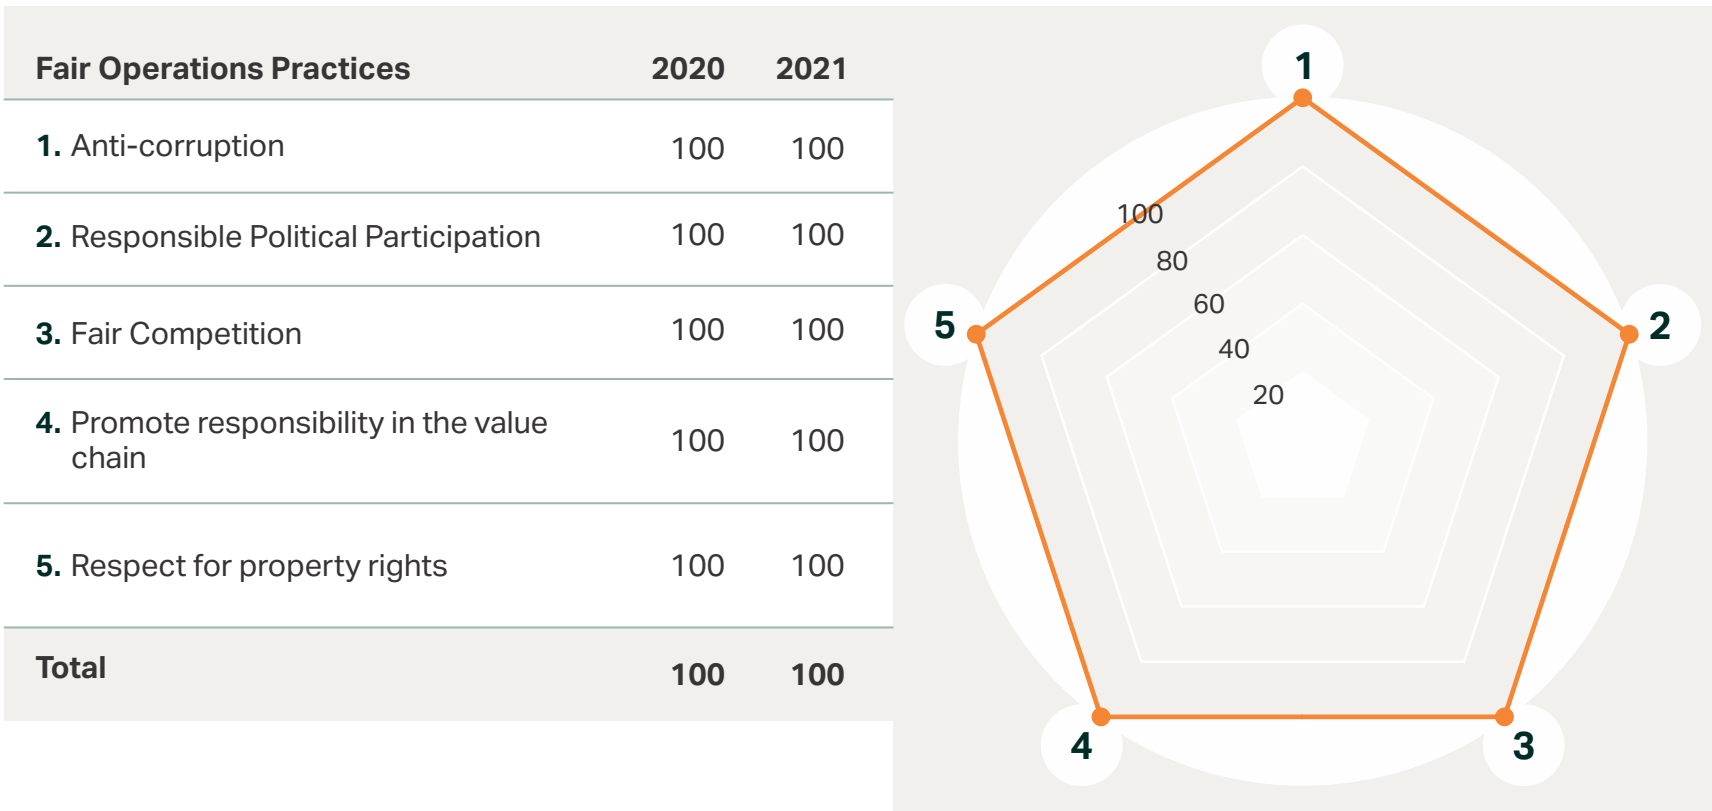 Fair Operations Practices 2020 2021
1. Anti-corruption 100 100
2. Responsible Political Participation 100 100
3. Fair Competition 100 100
4. Promote responsibility in the value
chain 100 100
5. Respect for property rights 100 100
Total 100 100
1
100
80
60
5
2
40
20
4
3